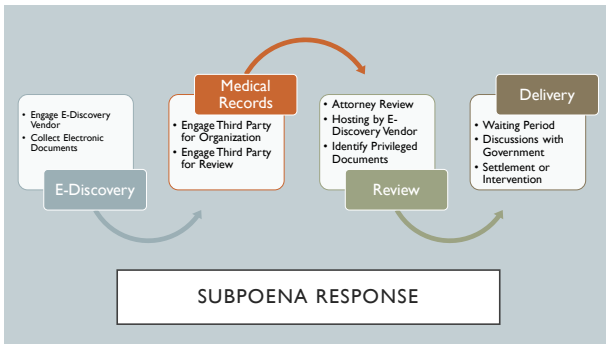 • Engage E-Discovery
Vendor
• Collect Electronic
Documents
E-Discovery
Medical
Records
• Engage Third Party
for Organization
• Engage Third Party
for Review
• Attorney Review
• Hosting by E-
Discovery Vendor
• Identify Privileged
Documents
Review
Delivery
• Waiting Period
• Discussions with
Government
• Settlement or
Intervention
SUBPOENA RESPONSE